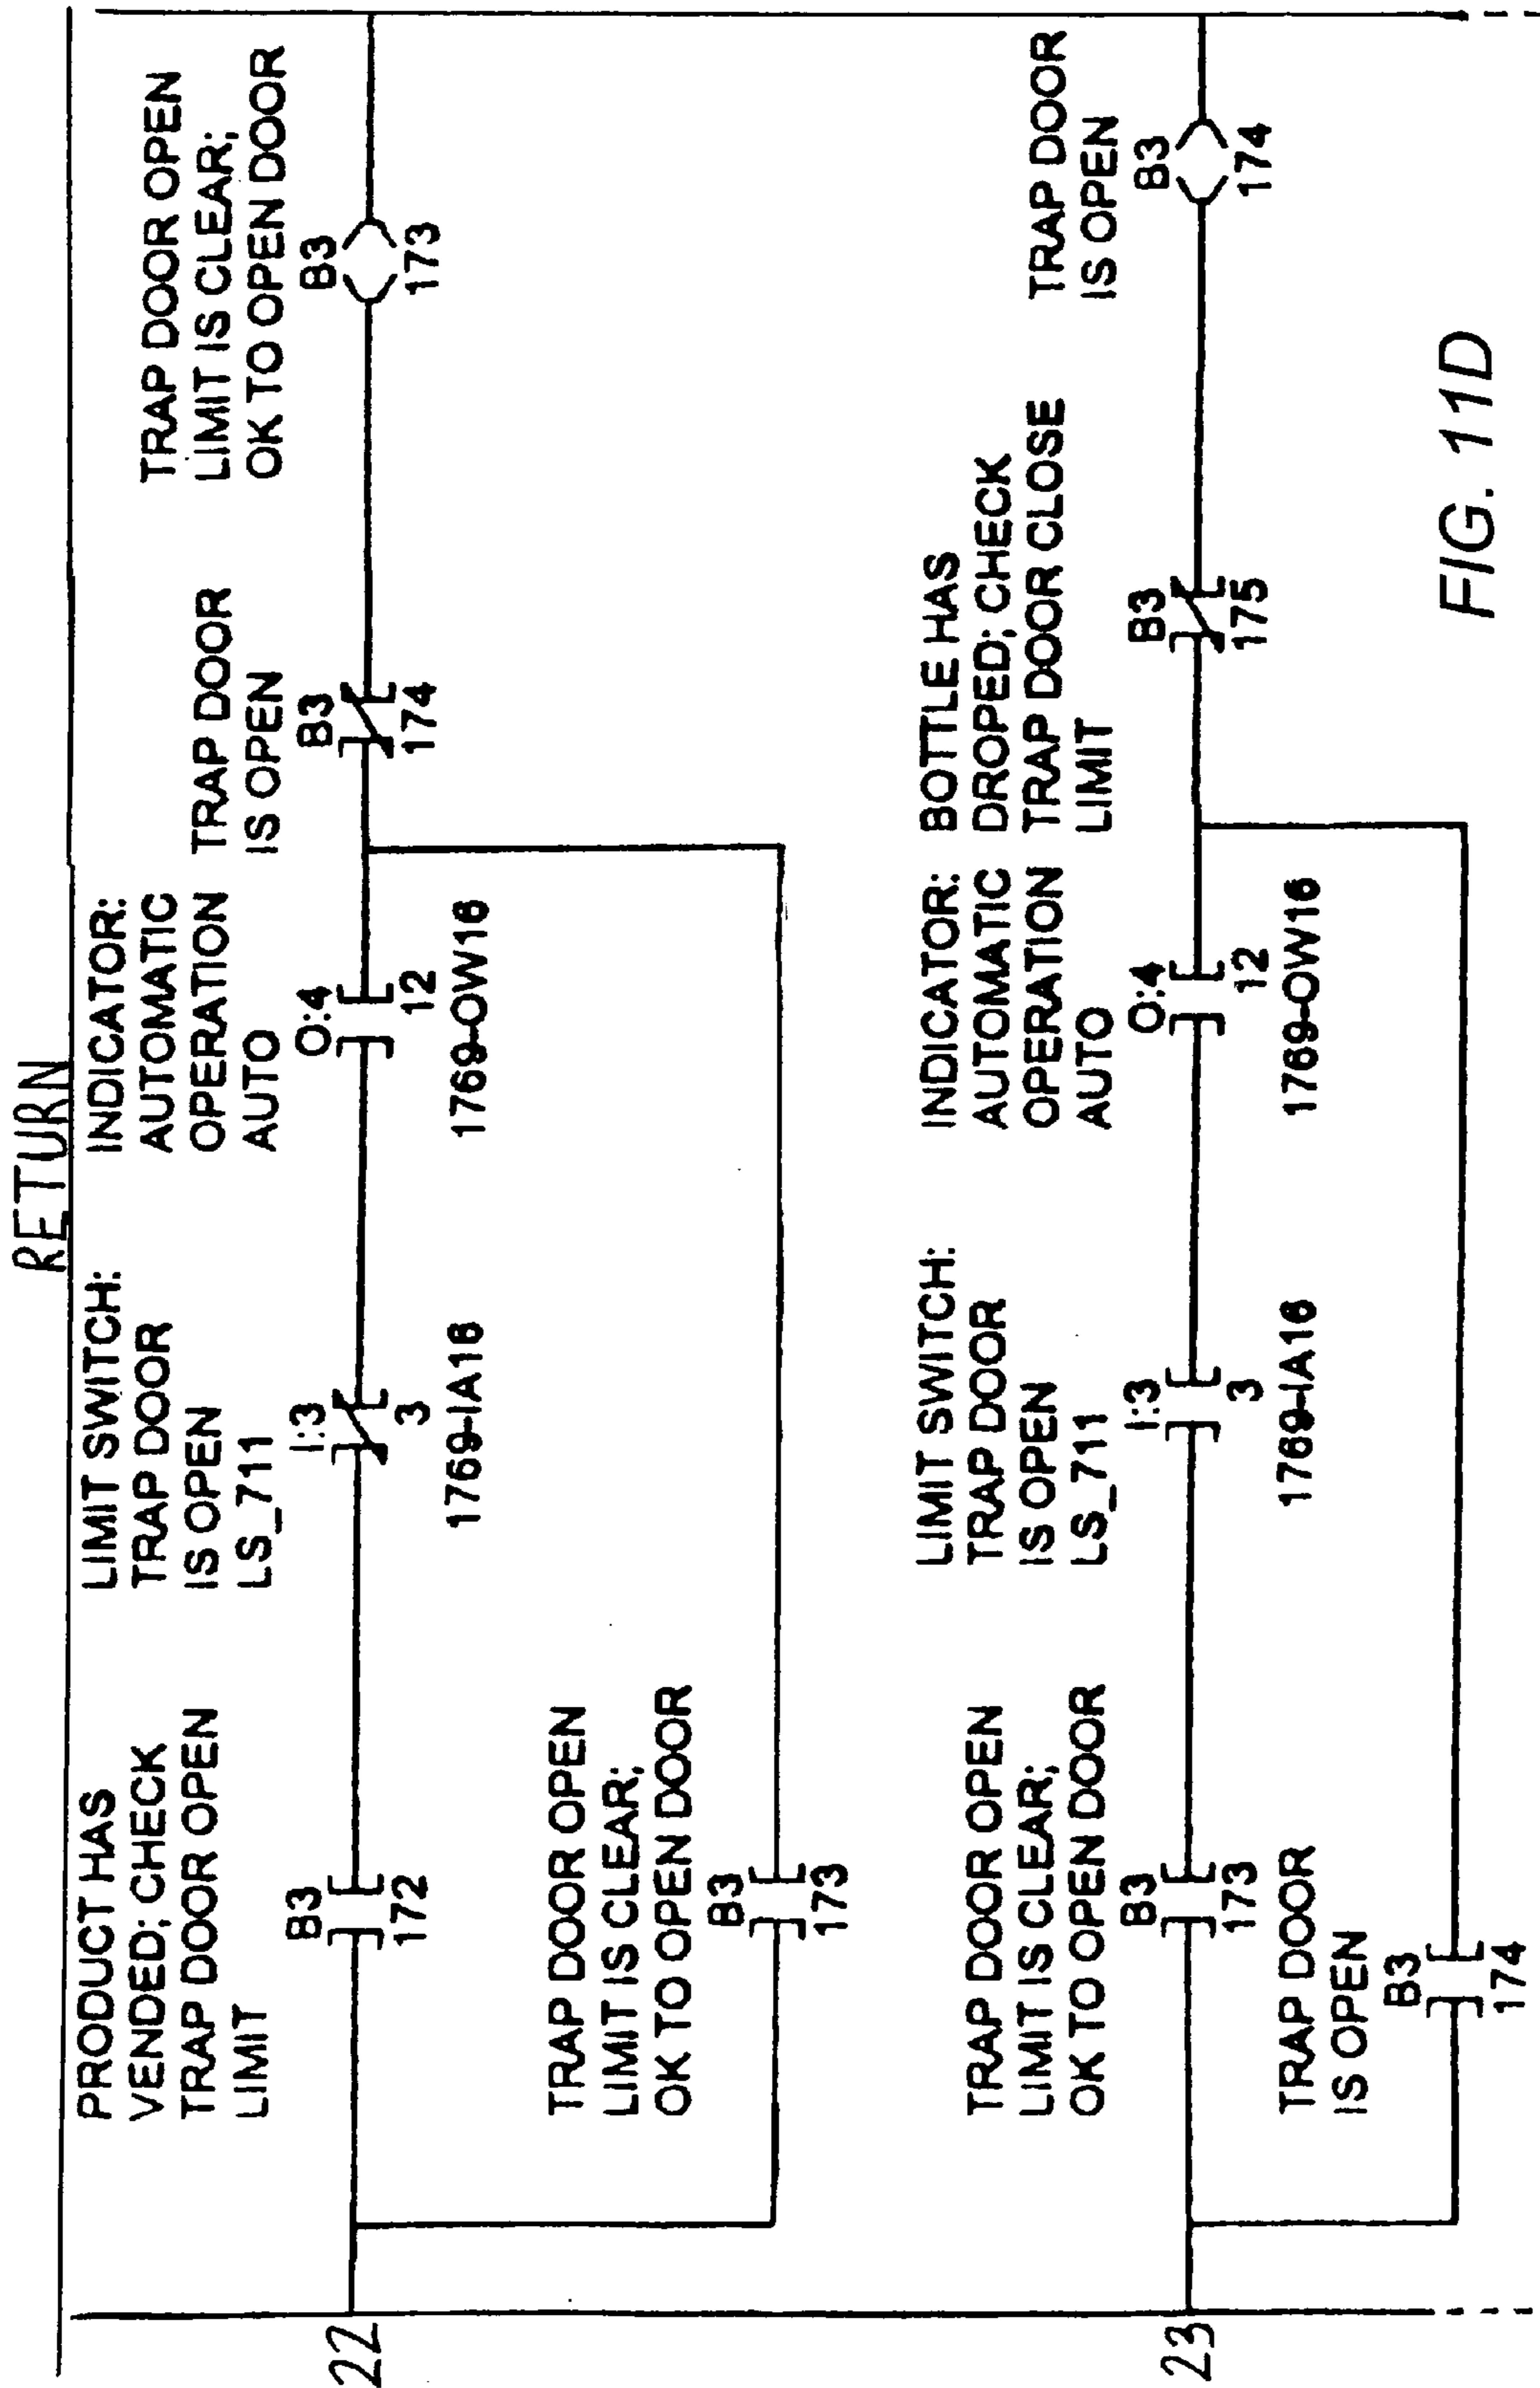 RETURN
PRODUCT HAS
VENDED; CHECK
TRAP DOOR OPEN
LIMIT
B3
172
LIMIT SWITCH:
TRAP DOOR
IS OPEN
LS_711
I:3
3
1769-IA16
INDICATOR:
AUTOMATIC
OPERATION
AUTO
O:4
12
1769-OW16
TRAP DOOR
IS OPEN
B3
174
TRAP DOOR OPEN
LIMIT IS CLEAR;
OK TO OPEN DOOR
B3
173
22
TRAP DOOR OPEN
LIMIT IS CLEAR;
OK TO OPEN DOOR
B3
173
TRAP DOOR OPEN
LIMIT IS CLEAR;
OK TO OPEN DOOR
B3
173
LIMIT SWITCH:
TRAP DOOR
IS OPEN
LS_711
I:3
3
1769-IA16
INDICATOR:
AUTOMATIC
OPERATION
AUTO
O:4
12
1769-OW16
BOTTLE HAS
DROPED; CHECK
TRAP DOOR CLOSE
LIMIT
B3
175
TRAP DOOR
IS OPEN
B3
174
23
TRAP DOOR
IS OPEN
B3
174
FIG. 11D